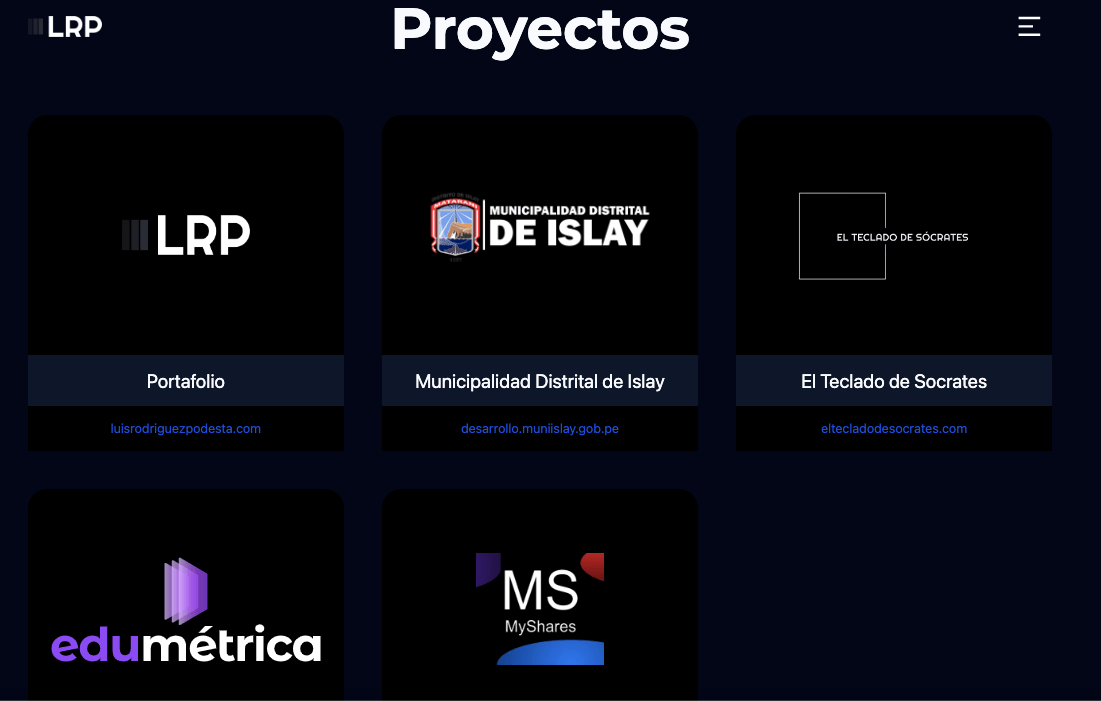 LRP
Proyectos
LRP
MATARANI
MUNICIPALIDAD DISTRITAL
DE ISLAY
EL TECLADO DE SÓCRATES
Portafolio
Municipalidad Distrital de Islay
El Teclado de Socrates
luisrodriguezpodesta.com
desarrollo.muniislay.gob.pe
eltecladodesocrates.com
edumétrica
MS
MyShares